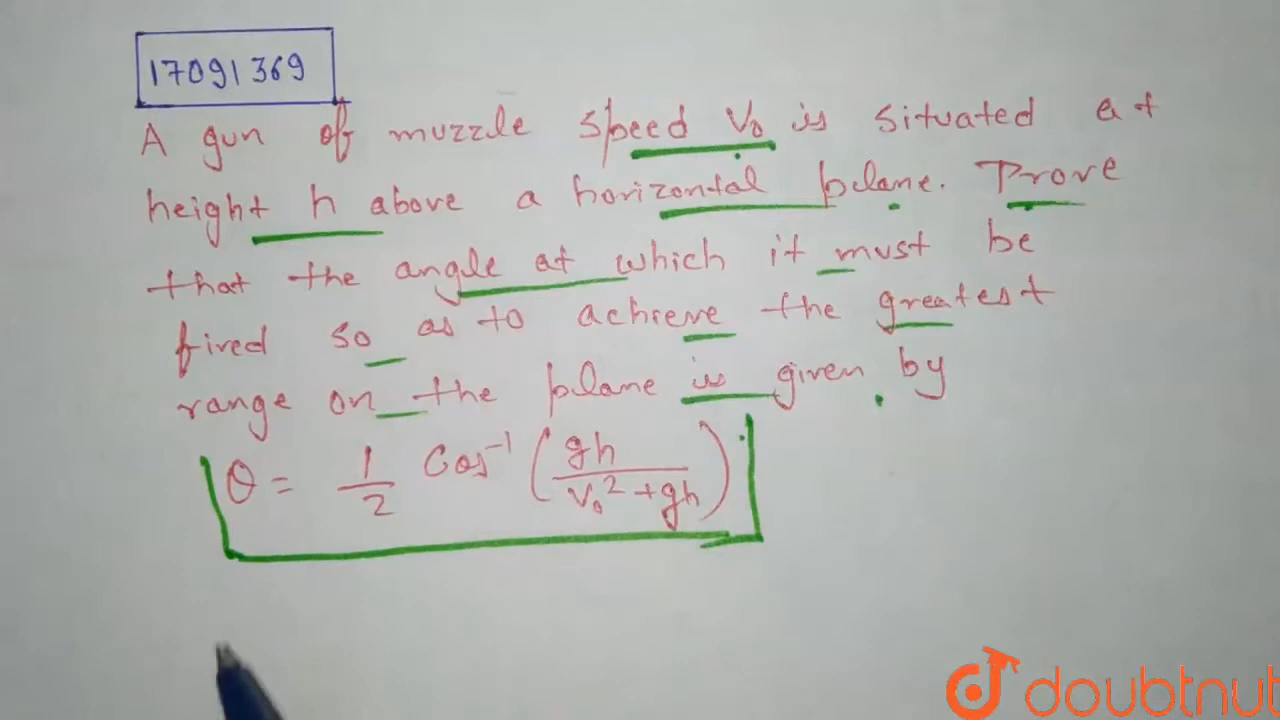 17091369
A gun of muzzle speed V₀ is situated at
height h above a horizontal plane. Prove
that the angle at which it must be
fired so as to achieve the greatest
range on the plane is given by
θ = 1/2 Cos⁻¹ (gh / V₀² + gh)
doubtnut